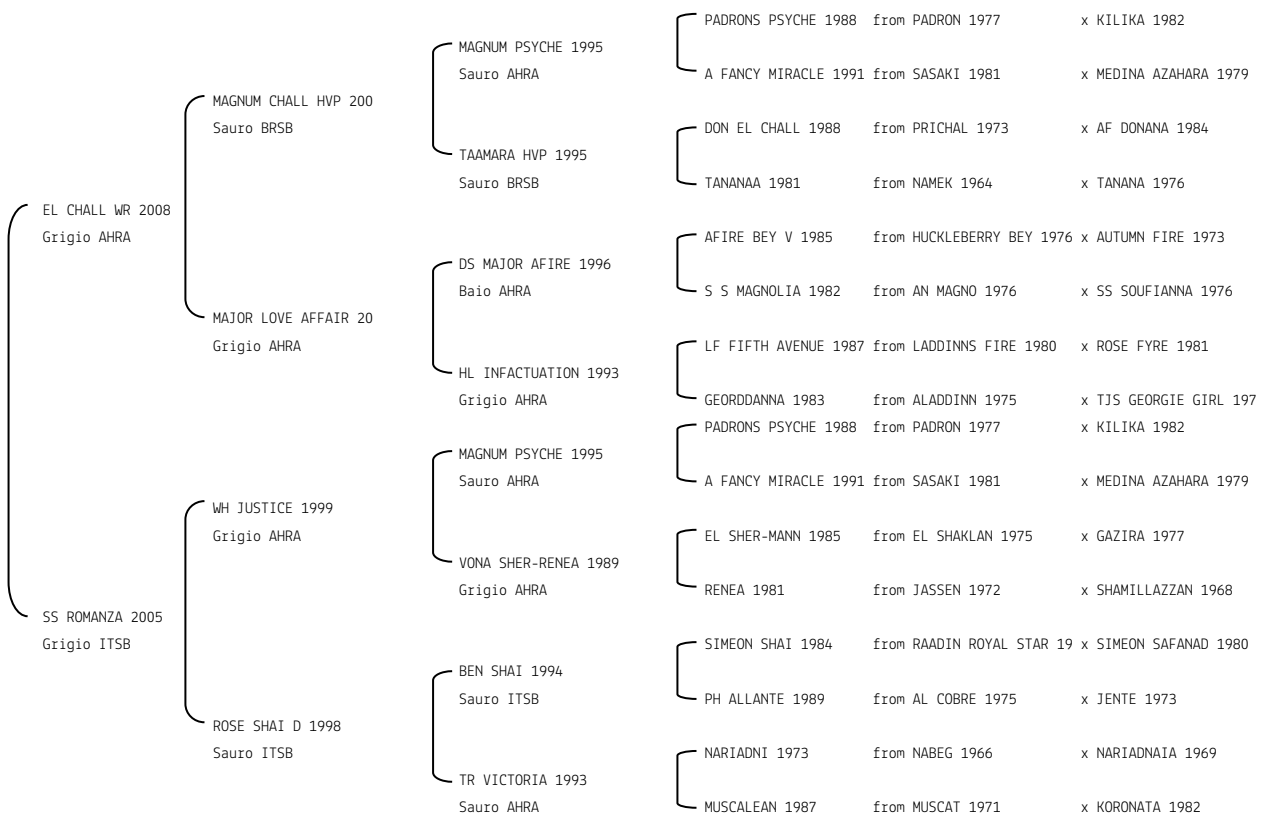 PADRONS PSYCHE 1988 from PADRON 1977 x KILIKA 1982
MAGNUM PSYCHE 1995
Sauro AHRA
A FANCY MIRACLE 1991 from SASAKI 1981 x MEDINA AZAHARA 1979
MAGNUM CHALL HVP 200
Sauro BRSB
DON EL CHALL 1988 from PRICHAL 1973 x AF DONANA 1984
TAAMARA HVP 1995
Sauro BRSB
TANANAA 1981 from NAMEK 1964 x TANANA 1976
EL CHALL WR 2008
Grigio AHRA
AFIRE BEY V 1985 from HUCKLEBERRY BEY 1976 x AUTUMN FIRE 1973
DS MAJOR AFIRE 1996
Baio AHRA
S S MAGNOLIA 1982 from AN MAGNO 1976 x SS SOUFIANNA 1976
MAJOR LOVE AFFAIR 20
Grigio AHRA
LF FIFTH AVENUE 1987 from LADDINNS FIRE 1980 x ROSE FYRE 1981
HL INFACTUATION 1993
Grigio AHRA
GEORDDANNA 1983 from ALADDINN 1975 x TJS GEORGIE GIRL 197
PADRONS PSYCHE 1988 from PADRON 1977 x KILIKA 1982
MAGNUM PSYCHE 1995
Sauro AHRA
A FANCY MIRACLE 1991 from SASAKI 1981 x MEDINA AZAHARA 1979
WH JUSTICE 1999
Grigio AHRA
EL SHER-MANN 1985 from EL SHAKLAN 1975 x GAZIRA 1977
VONA SHER-RENEA 1989
Grigio AHRA
RENEA 1981 from JASSEN 1972 x SHAMILLAZZAN 1968
SS ROMANZA 2005
Grigio ITSB
SIMEON SHAI 1984 from RAADIN ROYAL STAR 19 x SIMEON SAFANAD 1980
BEN SHAI 1994
Sauro ITSB
PH ALLANTE 1989 from AL COBRE 1975 x JENTE 1973
ROSE SHAI D 1998
Sauro ITSB
NARIADNI 1973 from NABEG 1966 x NARIADNAIA 1969
TR VICTORIA 1993
Sauro AHRA
MUSCALEAN 1987 from MUSCAT 1971 x KORONATA 1982